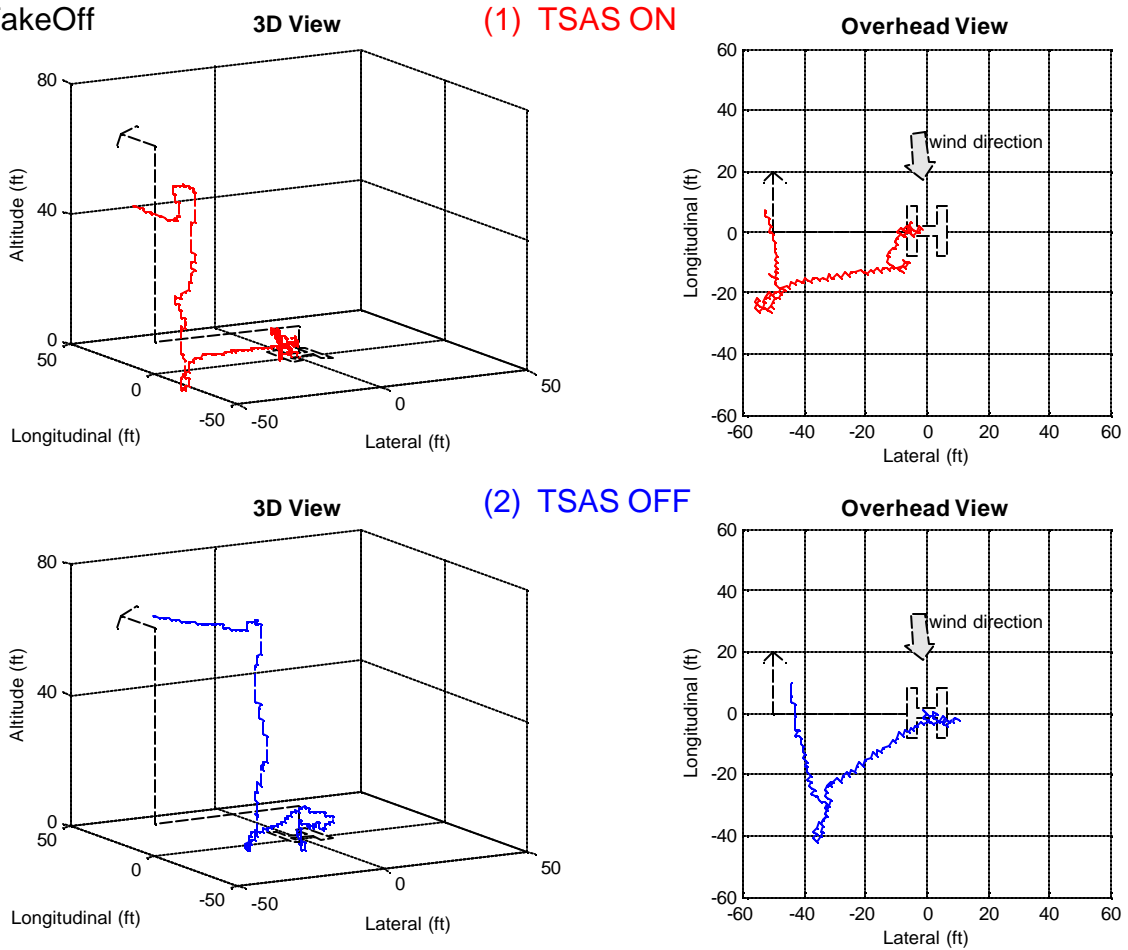 TakeOff
(1) TSAS ON
3D View
Overhead View
80
40
0
50
0
-50
-50
0
50
Altitude (ft)
Longitudinal (ft)
Lateral (ft)
60
40
20
0
-20
-40
-60
-60
-40
-20
0
20
40
60
wind direction
Longitudinal (ft)
Lateral (ft)
(2) TSAS OFF
3D View
Overhead View
80
40
0
50
0
-50
-50
0
50
Altitude (ft)
Longitudinal (ft)
Lateral (ft)
60
40
20
0
-20
-40
-60
-60
-40
-20
0
20
40
60
wind direction
Longitudinal (ft)
Lateral (ft)